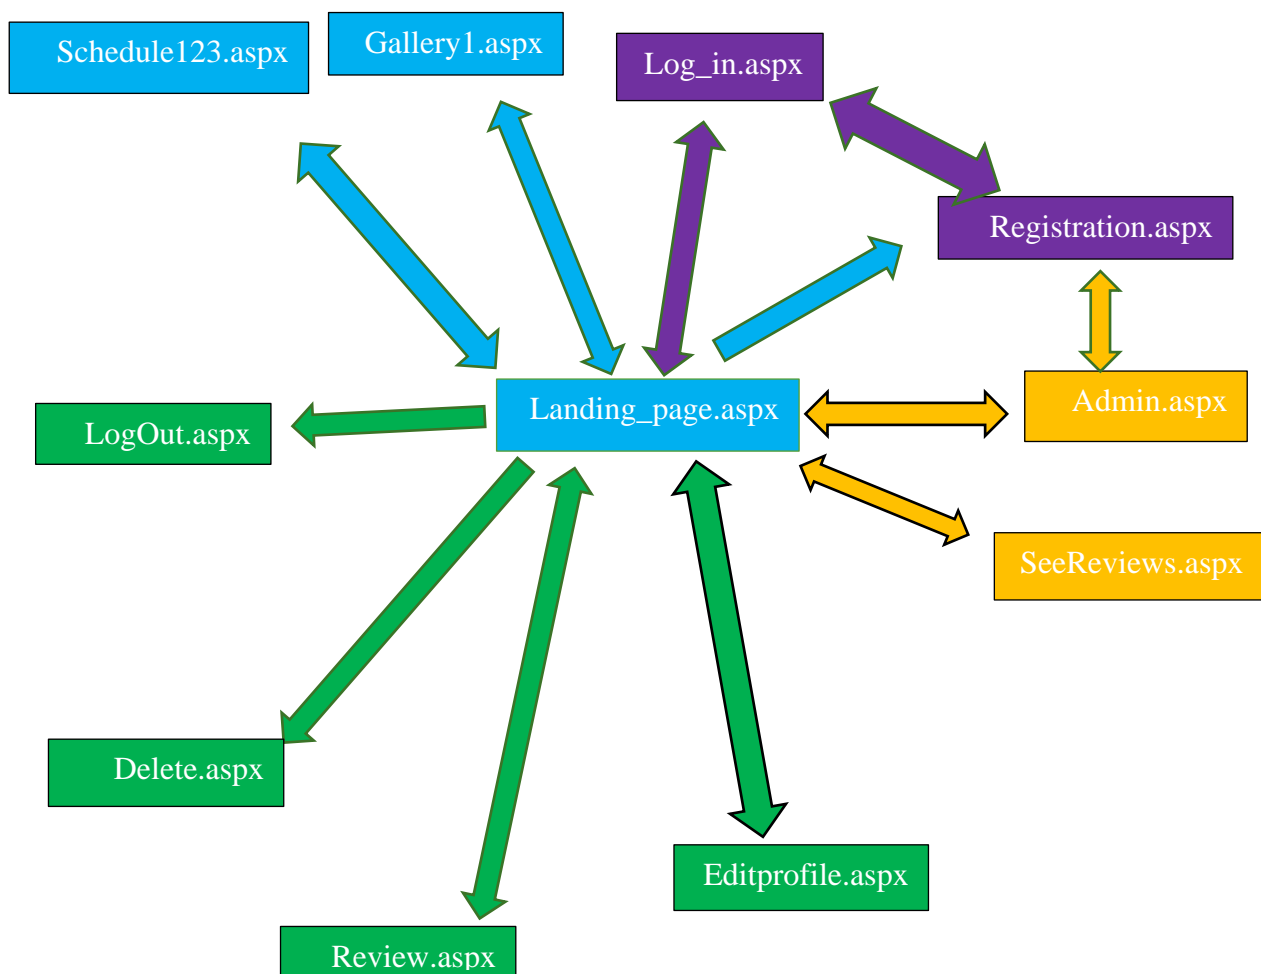 Schedule123.aspx
Gallery1.aspx
Log_in.aspx
Registration.aspx
Landing_page.aspx
Admin.aspx
LogOut.aspx
SeeReviews.aspx
Delete.aspx
Editprofile.aspx
Review.aspx